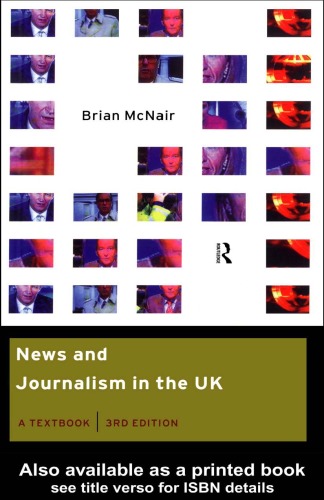 Brian McNair
ROUTLEDGE
News and
Journalism in the UK
A TEXTBOOK | 3RD EDITION
Also available as a printed book
see title verso for ISBN details